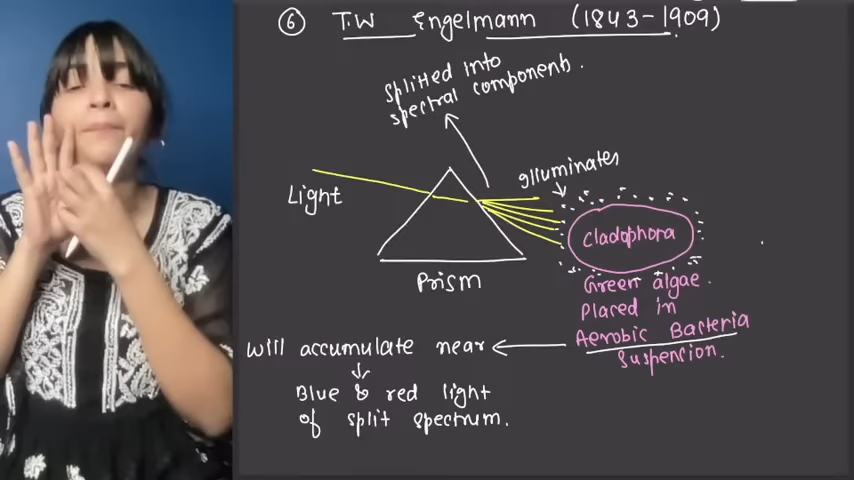 6 T.W Engelmann (1843-1909)
Splitted into
spectral components.
Illuminates
Light
Cladophora
Prism
Green algae.
Placed in
Aerobic Bacteria
Suspension.
Will accumulate near
Blue & red light
of split spectrum.